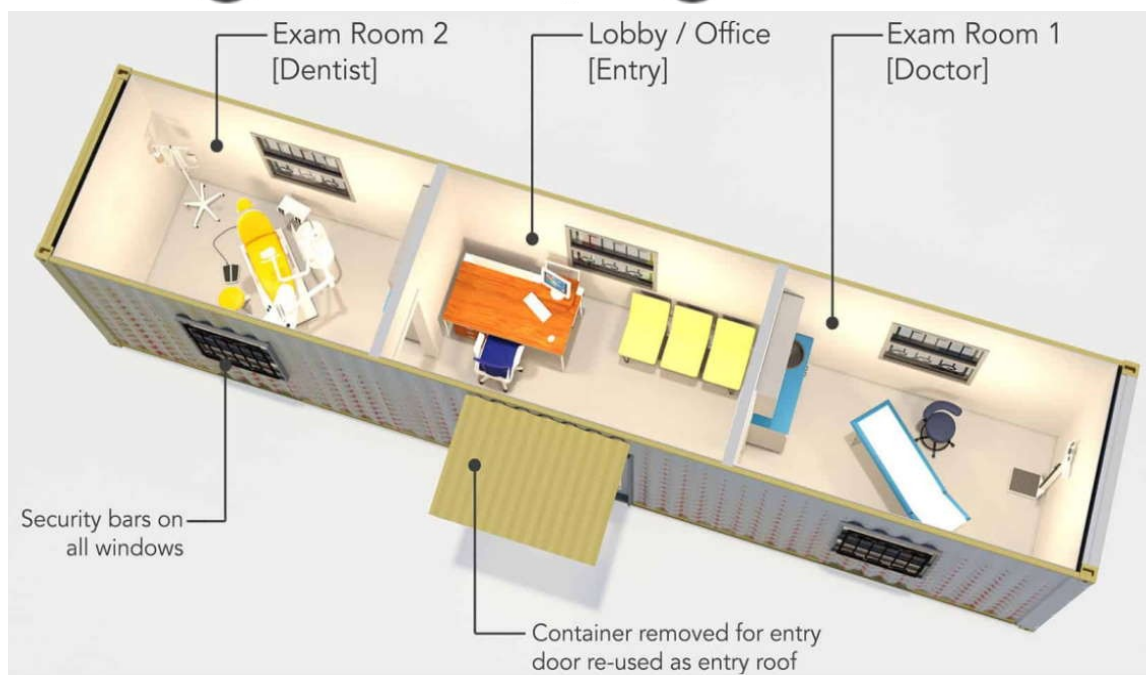 Exam Room 2
[Dentist]
Lobby / Office
[Entry]
Exam Room 1
[Doctor]
Security bars on
all windows
Container removed for entry
door re-used as entry roof